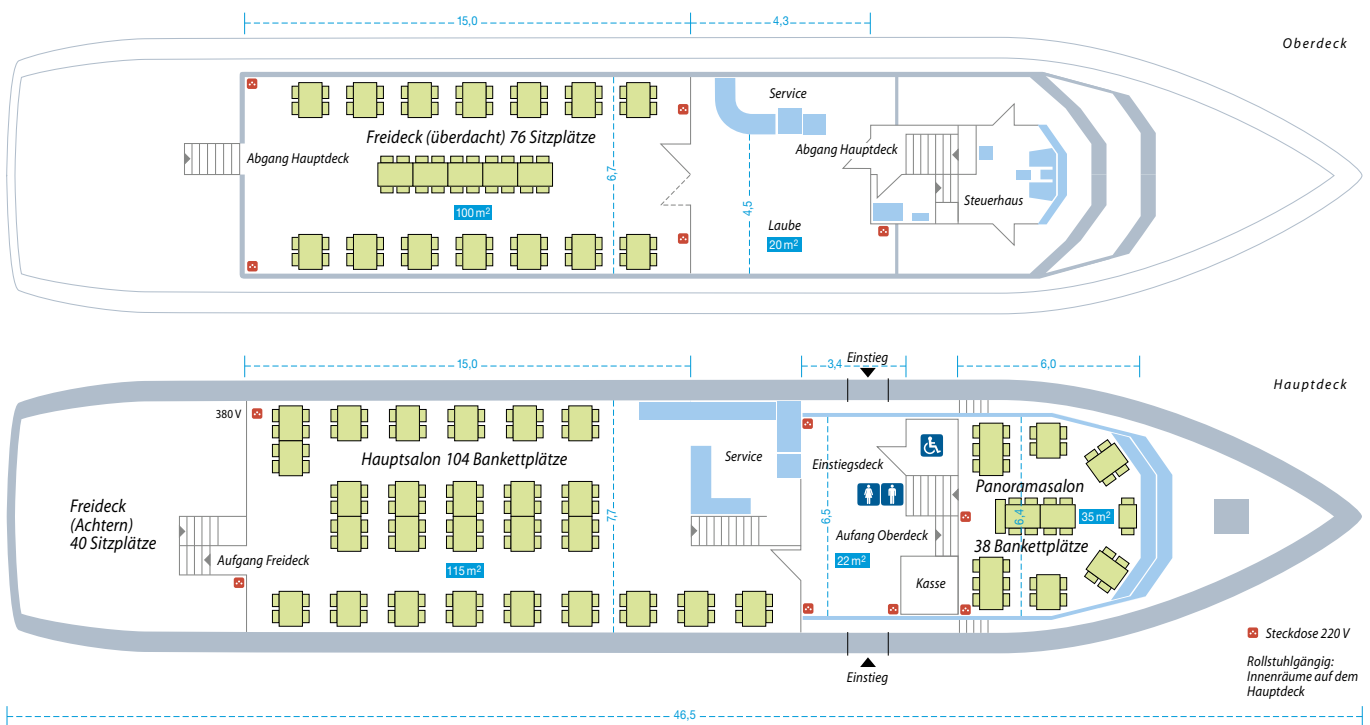 15,0
4,3
Oberdeck
Service
Freideck (überdacht) 76 Sitzplätze
Abgang Hauptdeck
Abgang Hauptdeck
6,7
4,5
Steuerhaus
100 m²
Laube
20 m²
15,0
3,4
Einstieg
6,0
Hauptdeck
380 V
Hauptsalon 104 Bankettplätze
Service
Einstiegsdeck
Panoramasalon
Freideck
(Achtern)
40 Sitzplätze
7,7
6,5
6,4
35 m²
Aufang Oberdeck
38 Bankettplätze
Aufgang Freideck
115 m²
22 m²
Kasse
Einstieg
Steckdose 220 V
Rollstuhlgängig:
Innenräume auf dem
Hauptdeck
46,5